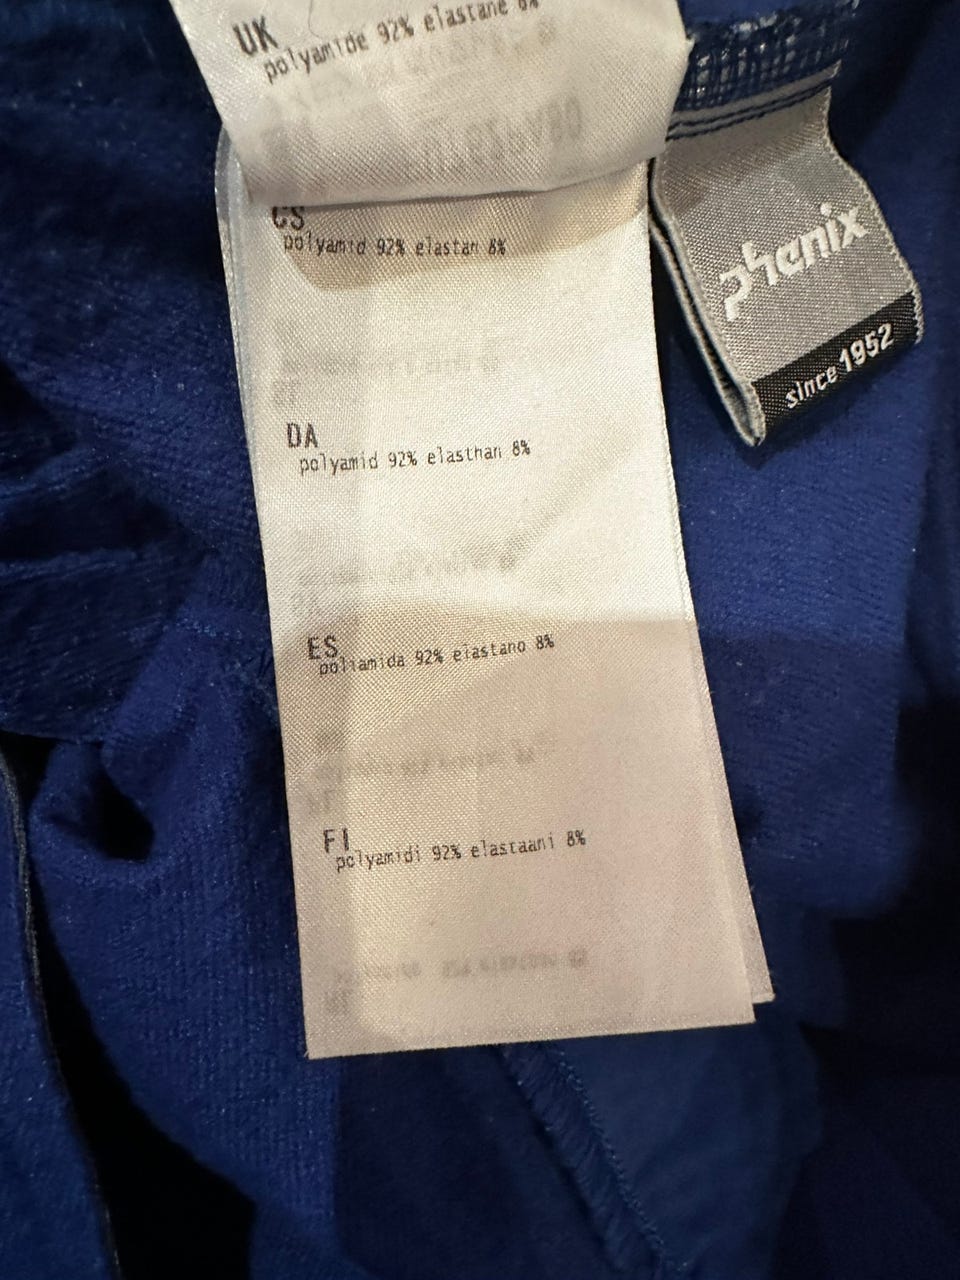 UK
polyamide 92% elastane 8%
CS
polyamid 92% elastan 8%
DA
polyamid 92% elasthan 8%
ES
poliamida 92% elastano 8%
FI
polyamidi 92% elastaani 8%
phenix
since 1952